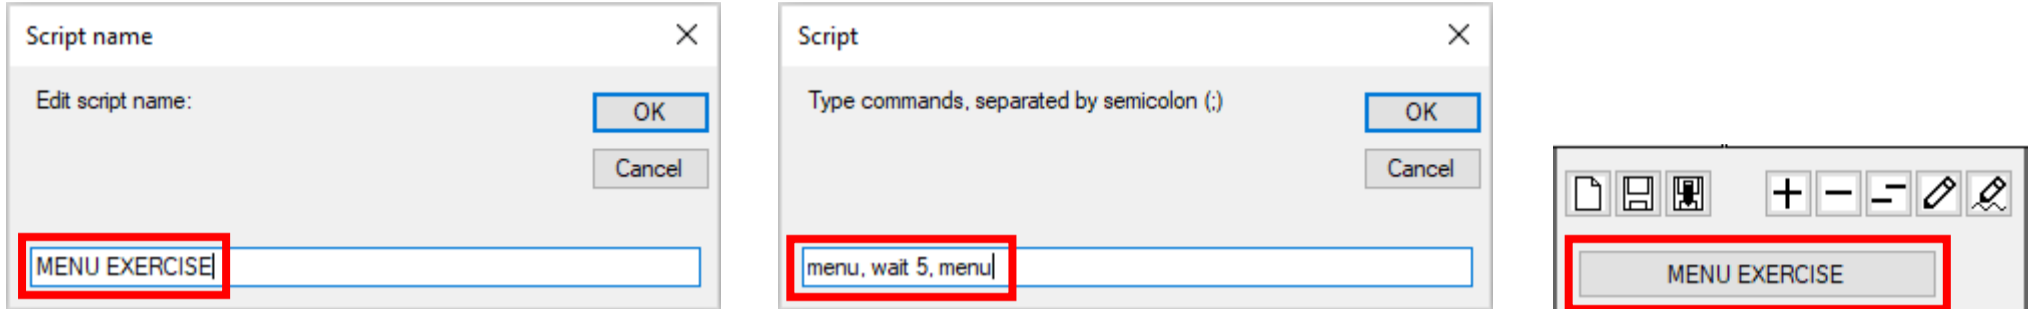 Script name
Edit script name:
OK
Cancel
MENU EXERCISE
Script
Type commands, separated by semicolon (;)
OK
Cancel
menu, wait 5, menu
MENU EXERCISE